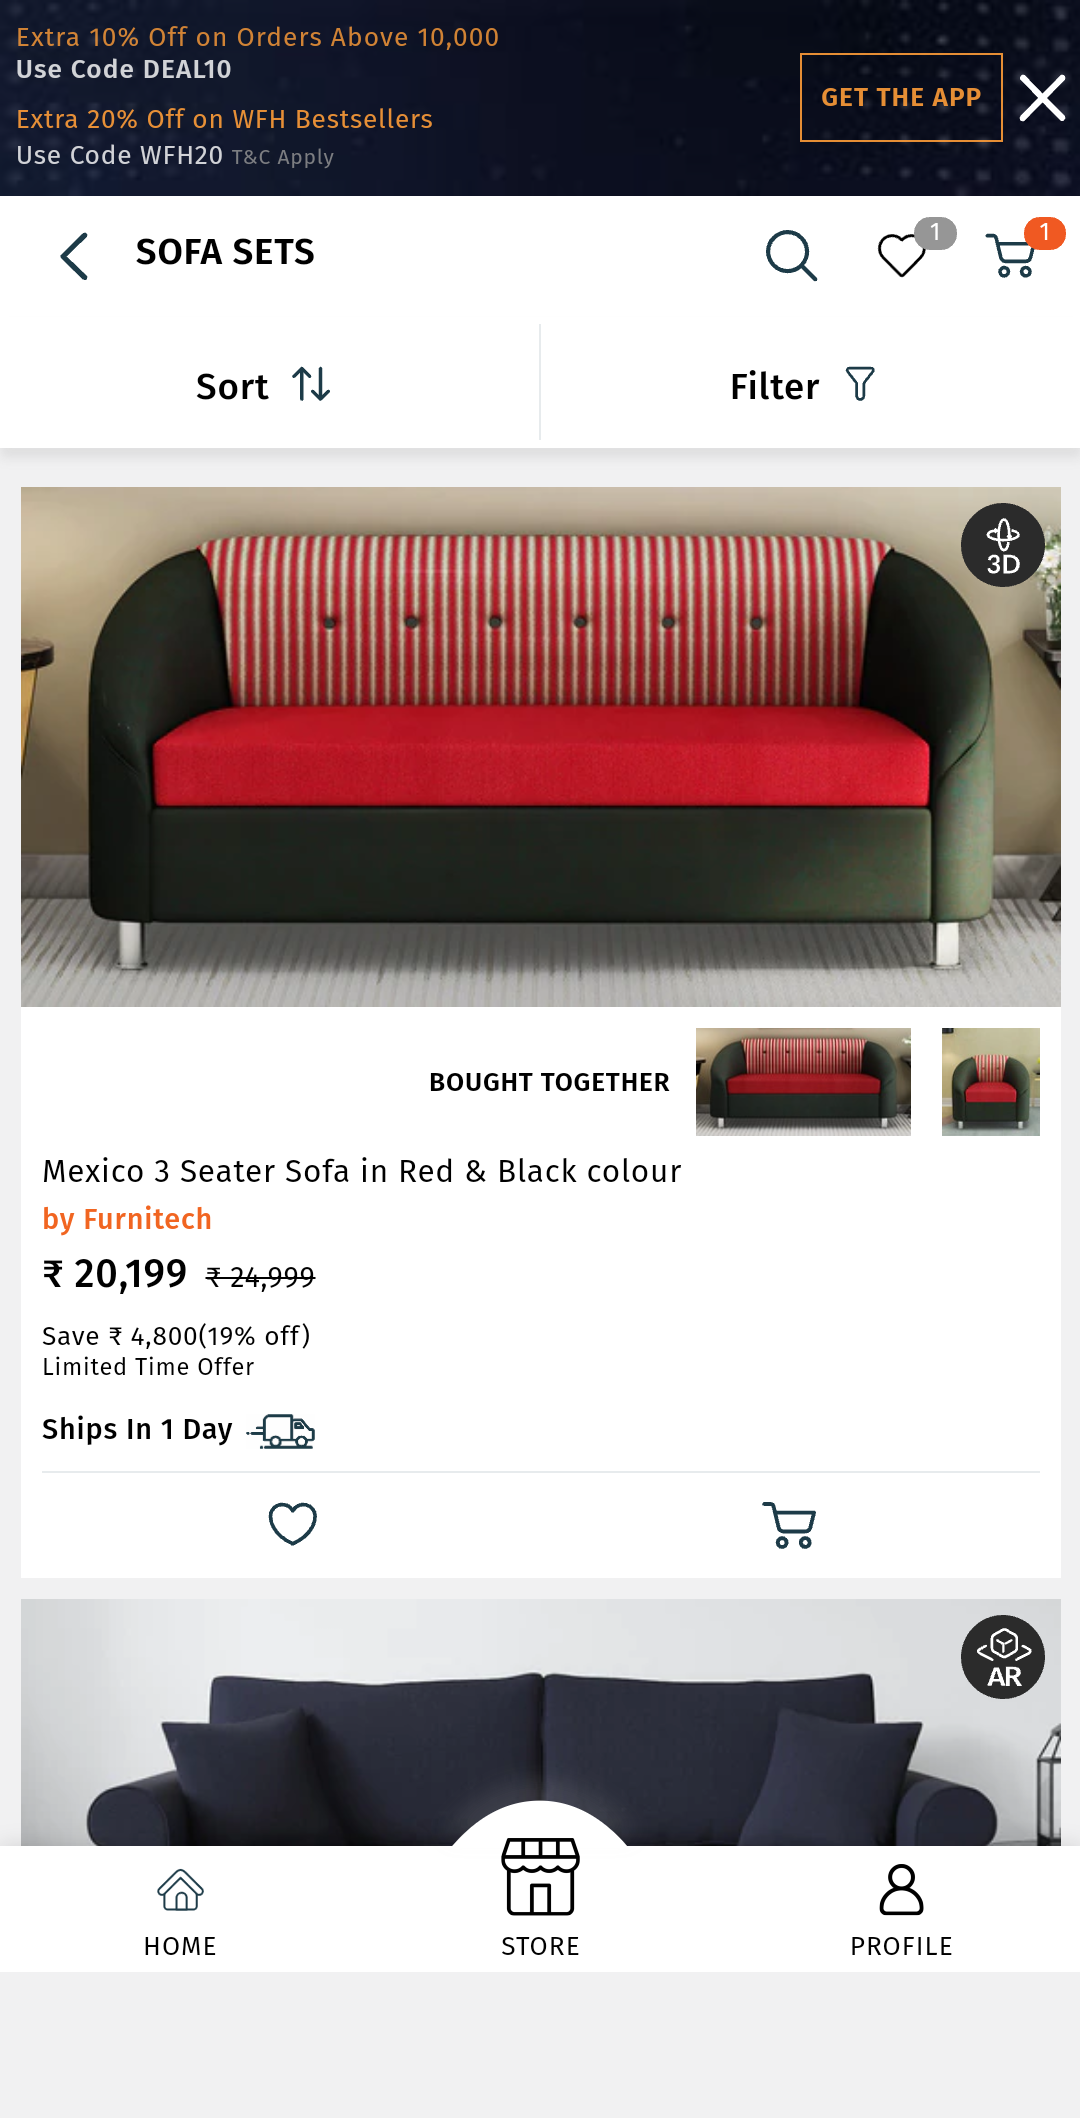 Extra 10% Off on Orders Above 10,000
Use Code DEAL10
Extra 20% Off on WFH Bestsellers
Use Code WFH20 T&C Apply
GET THE APP
SOFA SETS
1
1
Sort
Filter
3D
BOUGHT TOGETHER
Mexico 3 Seater Sofa in Red & Black colour
by Furnitech
₹ 20,199 ₹ 24,999
Save ₹ 4,800(19% off)
Limited Time Offer
Ships In 1 Day
AR
HOME
STORE
PROFILE